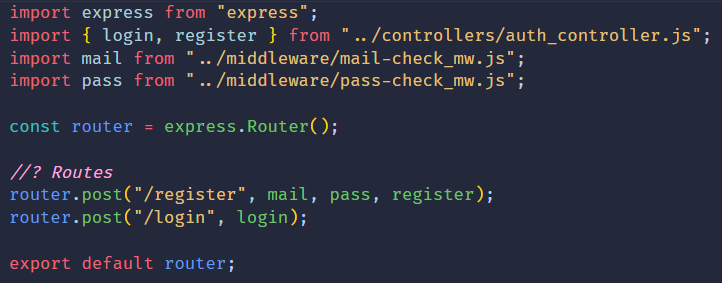 import express from "express";
import { login, register } from "../controllers/auth_controller.js";
import mail from "../middleware/mail-check_mw.js";
import pass from "../middleware/pass-check_mw.js";
const router = express.Router();
//? Routes
router.post("/register", mail, pass, register);
router.post("/login", login);
export default router;